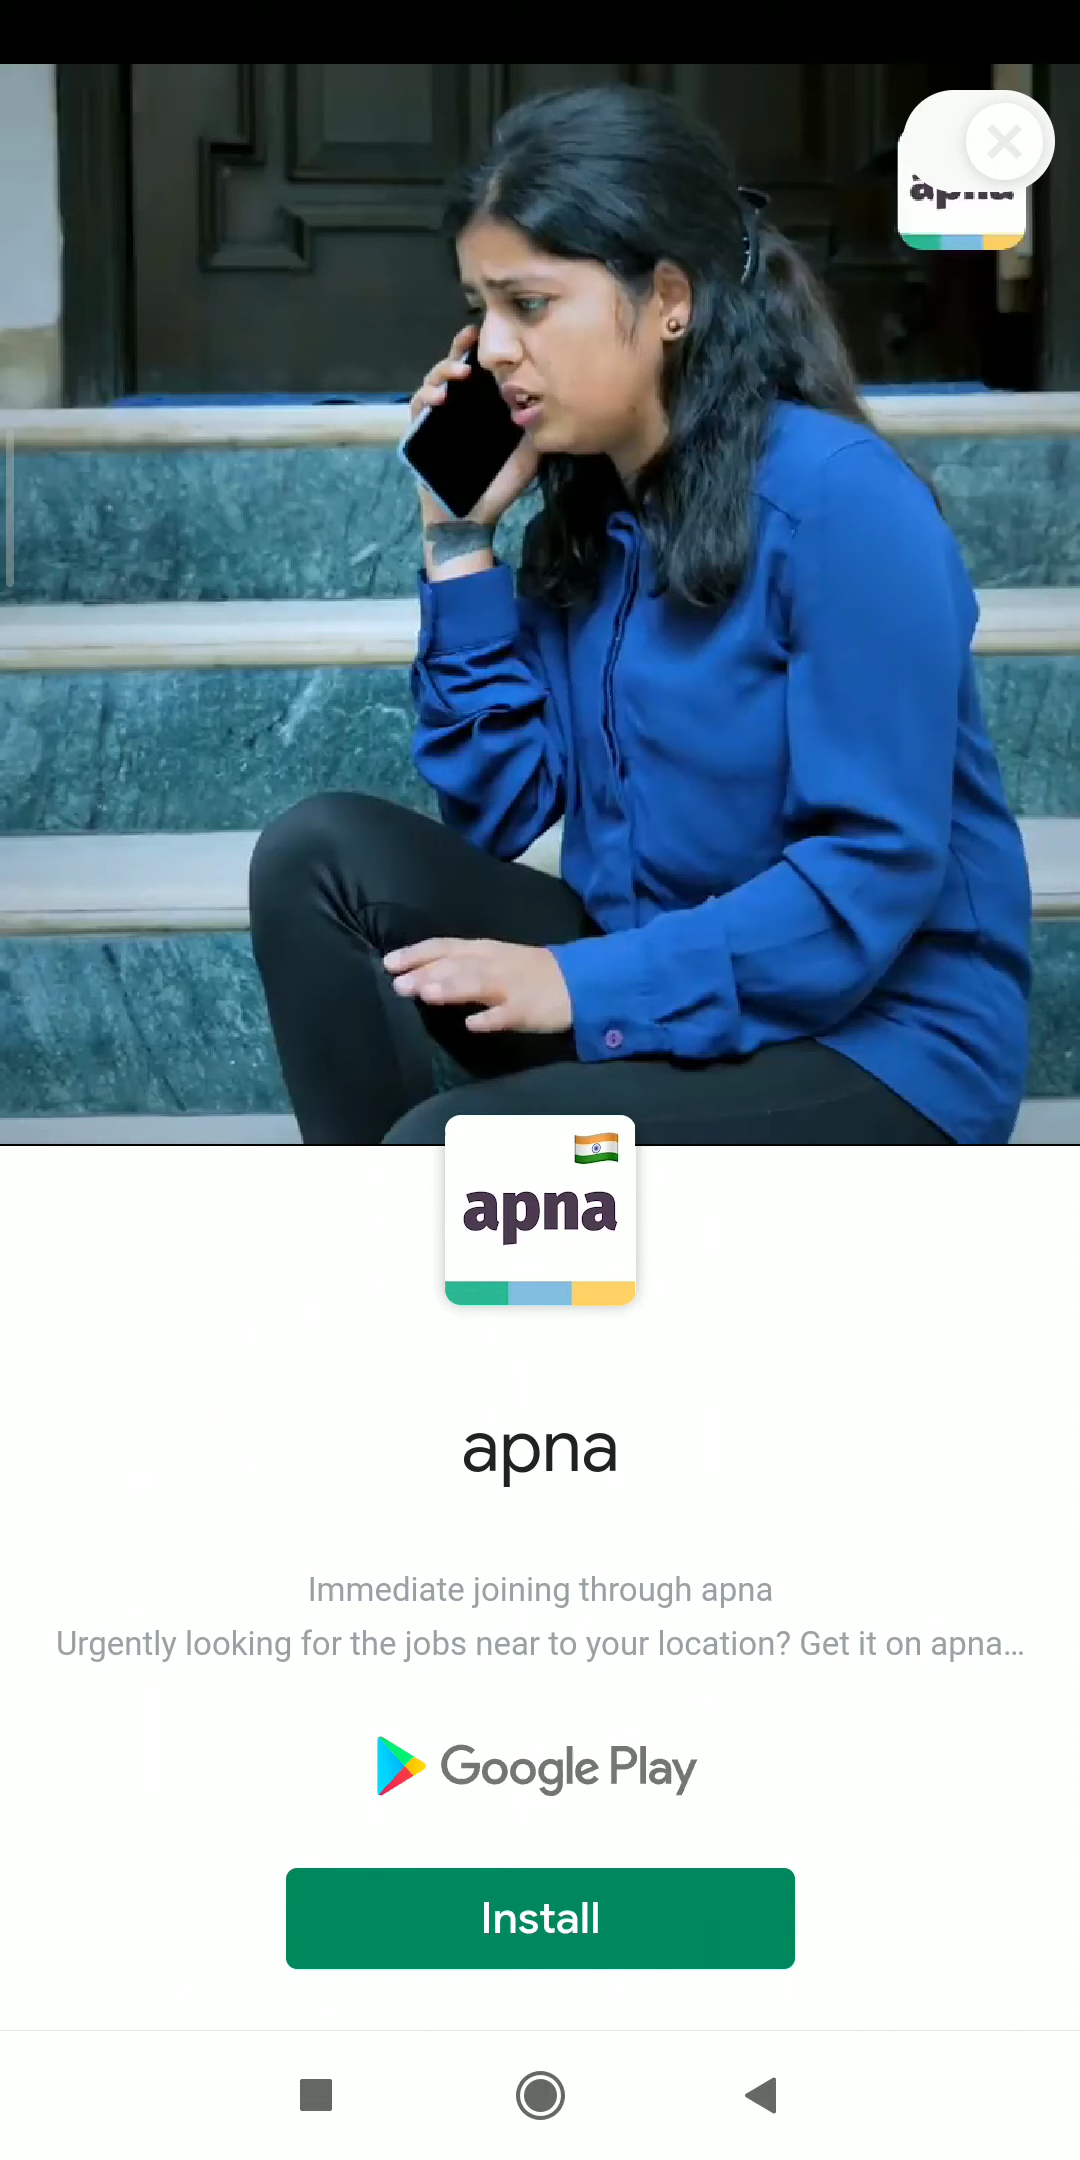 apna
apna
apna
Immediate joining through apna
Urgently looking for the jobs near to your location? Get it on apna...
Google Play
Install